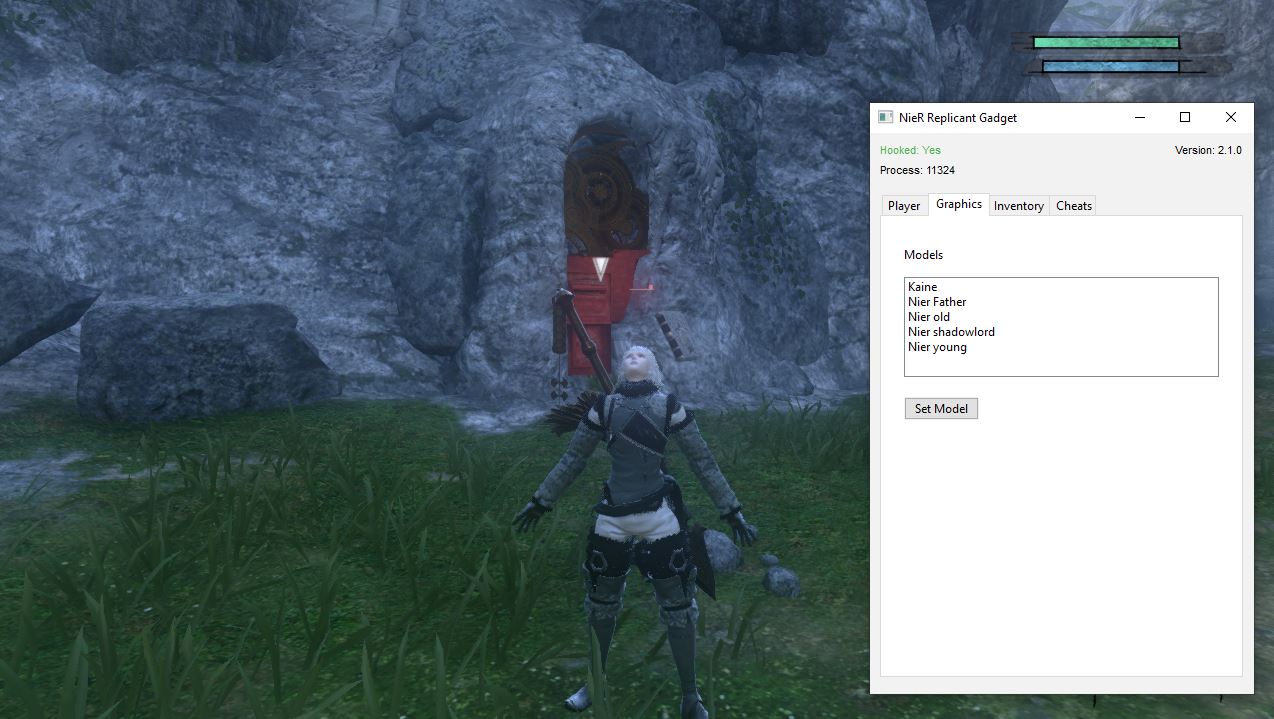 NieR Replicant Gadget
Hooked: Yes
Version: 2.1.0
Process: 11324
Player
Graphics
Inventory
Cheats
Models
Kaine
Nier Father
Nier old
Nier shadowlord
Nier young
Set Model